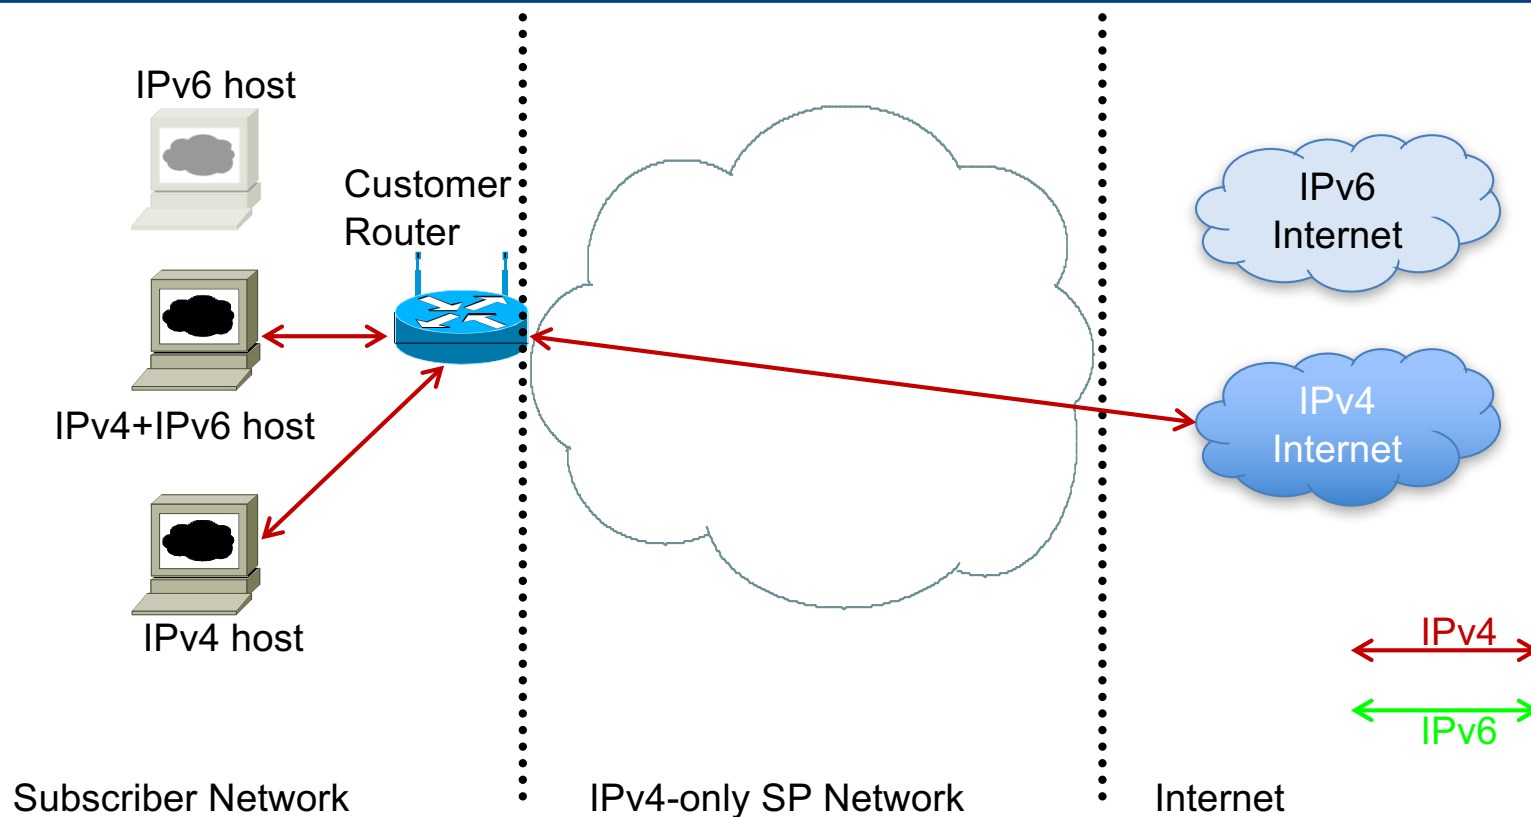 IPv6 host
Customer
Router
IPv6
Internet
IPv4+IPv6 host
IPv4
Internet
IPv4 host
IPv4
IPv6
Subscriber Network
IPv4-only SP Network
Internet